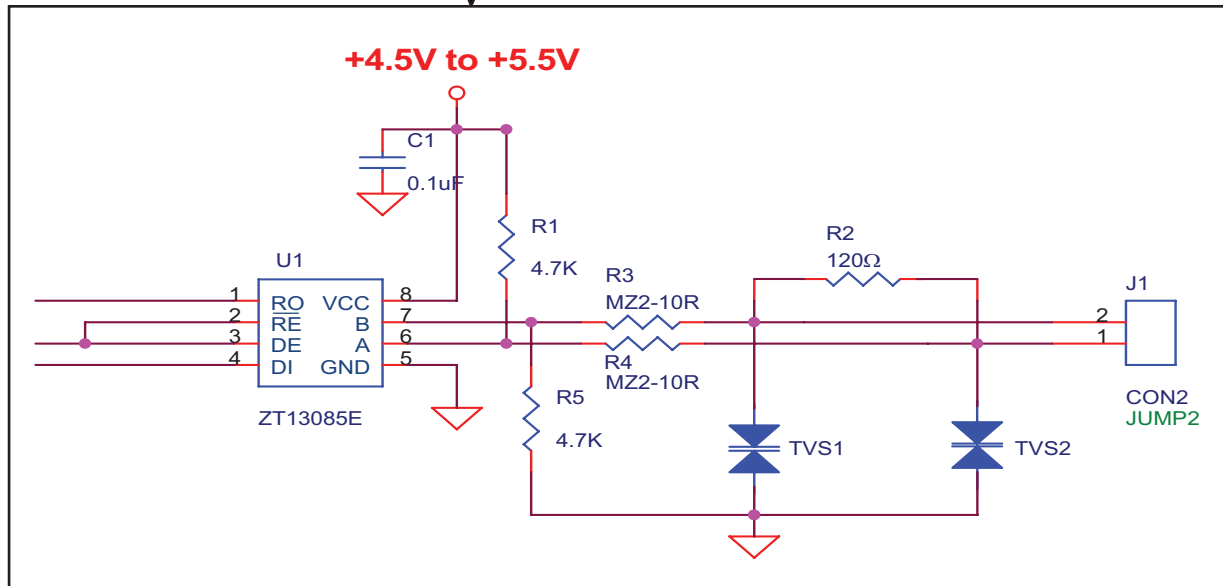 +4.5V to +5.5V
C1
0.1uF
R1
4.7K
R2
120Ω
U1
R3
MZ2-10R
J1
1 RO VCC 8
2 RE B 7
3 DE A 6
4 DI GND 5
2
1
R4
MZ2-10R
ZT13085E
R5
4.7K
CON2
JUMP2
TVS1
TVS2